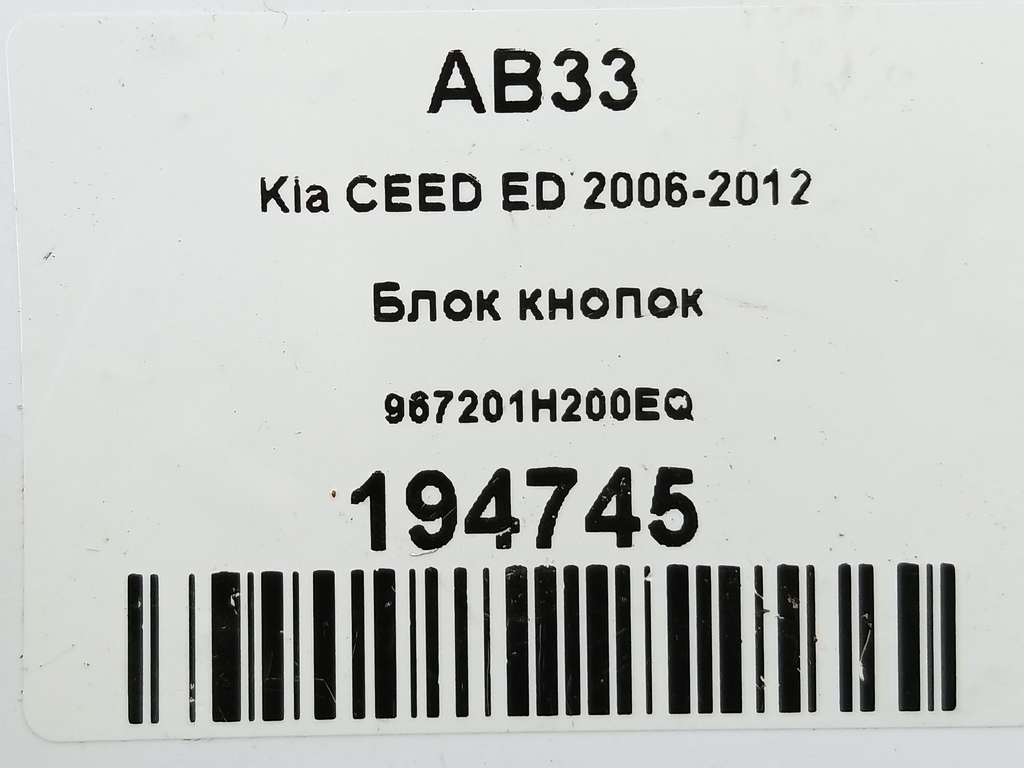 AB33
Kia CEED ED 2006-2012
Блок кнопок
967201H200EQ
194745